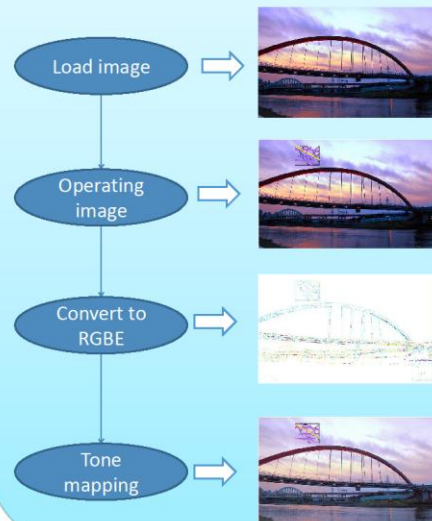 Load image
Operating
image
Convert to
RGBE
Tone
mapping